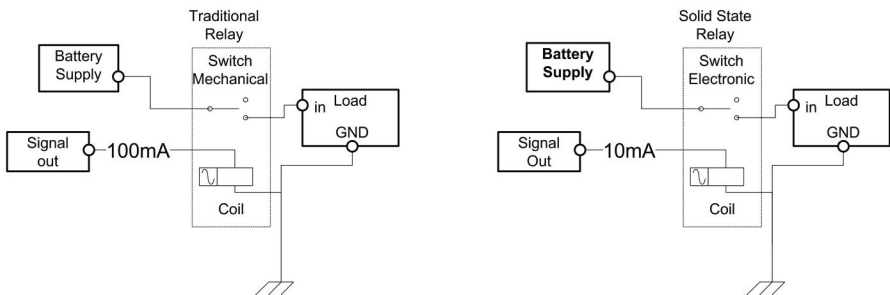 Traditional
Relay
Battery
Supply
Switch
Mechanical
in
Load
GND
Signal
out
100mA
Coil
Solid State
Relay
Battery
Supply
Switch
Electronic
in
Load
GND
Signal
Out
10mA
Coil